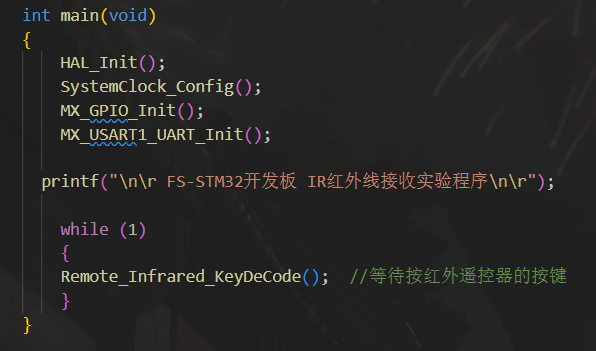 int main(void)
{
HAL_Init();
SystemClock_Config();
MX_GPIO_Init();
MX_USART1_UART_Init();
printf("\n\r FS-STM32开发板 IR红外线接收实验程序\n\r");
while (1)
{
Remote_Infrared_KeyDeCode();  //等待按红外遥控器的按键
}
}